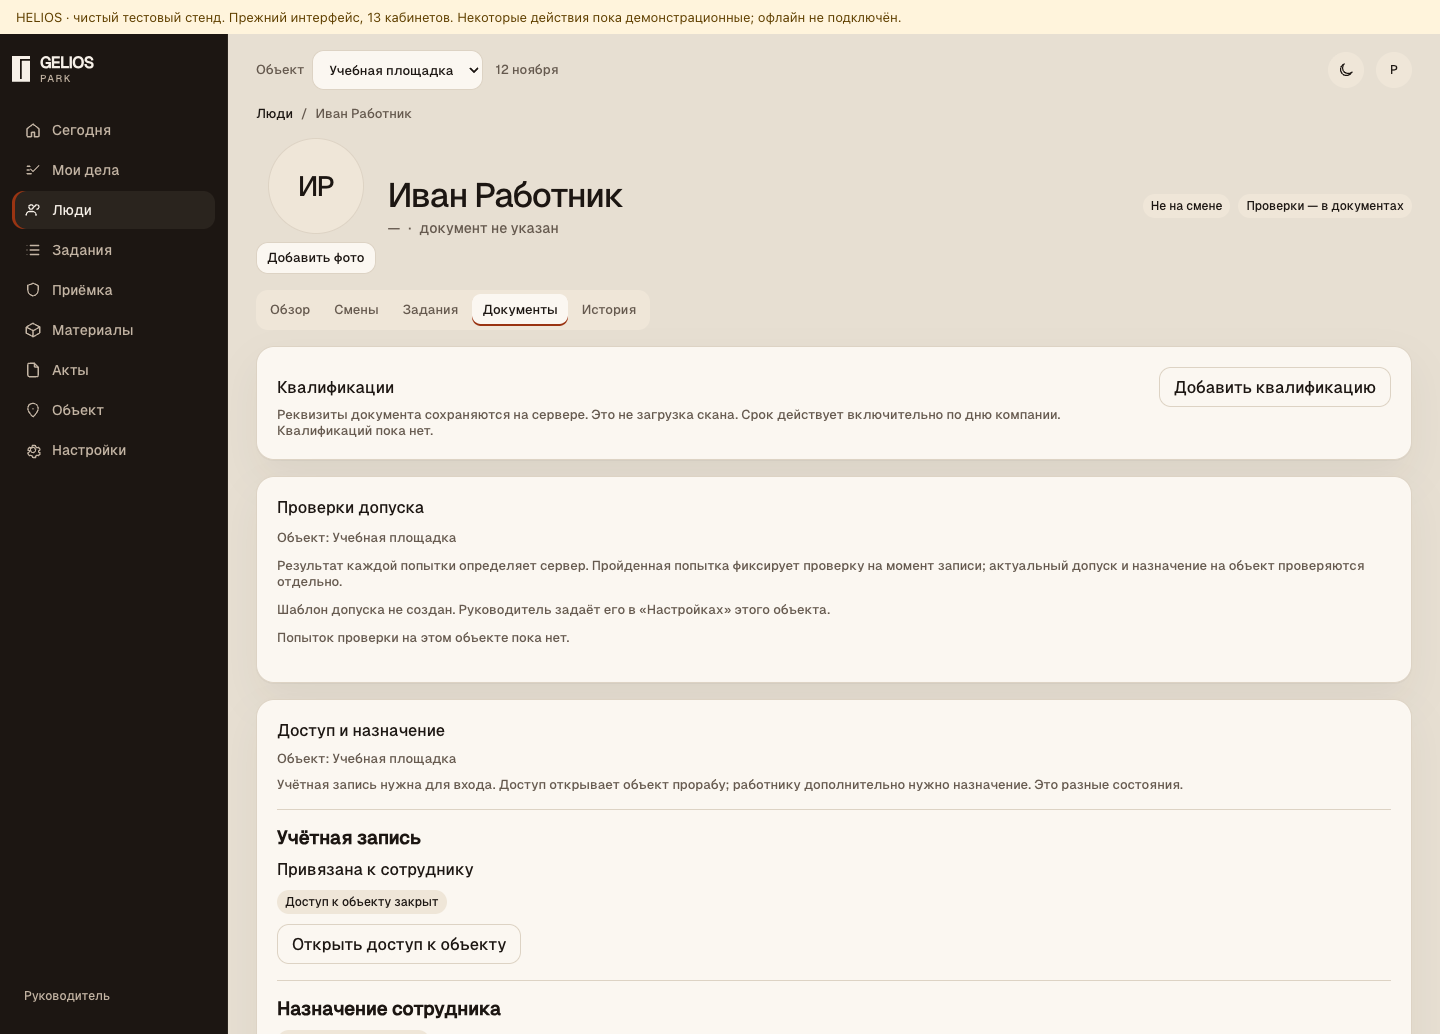 HELIOS · чистый тестовый стенд. Прежний интерфейс, 13 кабинетов. Некоторые действия пока демонстрационные; офлайн не подключён.
GELIOS
PARK
Сегодня
Мои дела
Люди
Задания
Приёмка
Материалы
Акты
Объект
Настройки
Руководитель
Объект Учебная площадка 12 ноября
Р
Люди / Иван Работник
ИР
Иван Работник
— · документ не указан
Не на смене Проверки — в документах
Добавить фото
Обзор Смены Задания Документы История
Квалификации
Добавить квалификацию
Реквизиты документа сохраняются на сервере. Это не загрузка скана. Срок действует включительно по дню компании.
Квалификаций пока нет.
Проверки допуска
Объект: Учебная площадка
Результат каждой попытки определяет сервер. Пройденная попытка фиксирует проверку на момент записи; актуальный допуск и назначение на объект проверяются
отдельно.
Шаблон допуска не создан. Руководитель задаёт его в «Настройках» этого объекта.
Попыток проверки на этом объекте пока нет.
Доступ и назначение
Объект: Учебная площадка
Учётная запись нужна для входа. Доступ открывает объект прорабу; работнику дополнительно нужно назначение. Это разные состояния.
Учётная запись
Привязана к сотруднику
Доступ к объекту закрыт
Открыть доступ к объекту
Назначение сотрудника